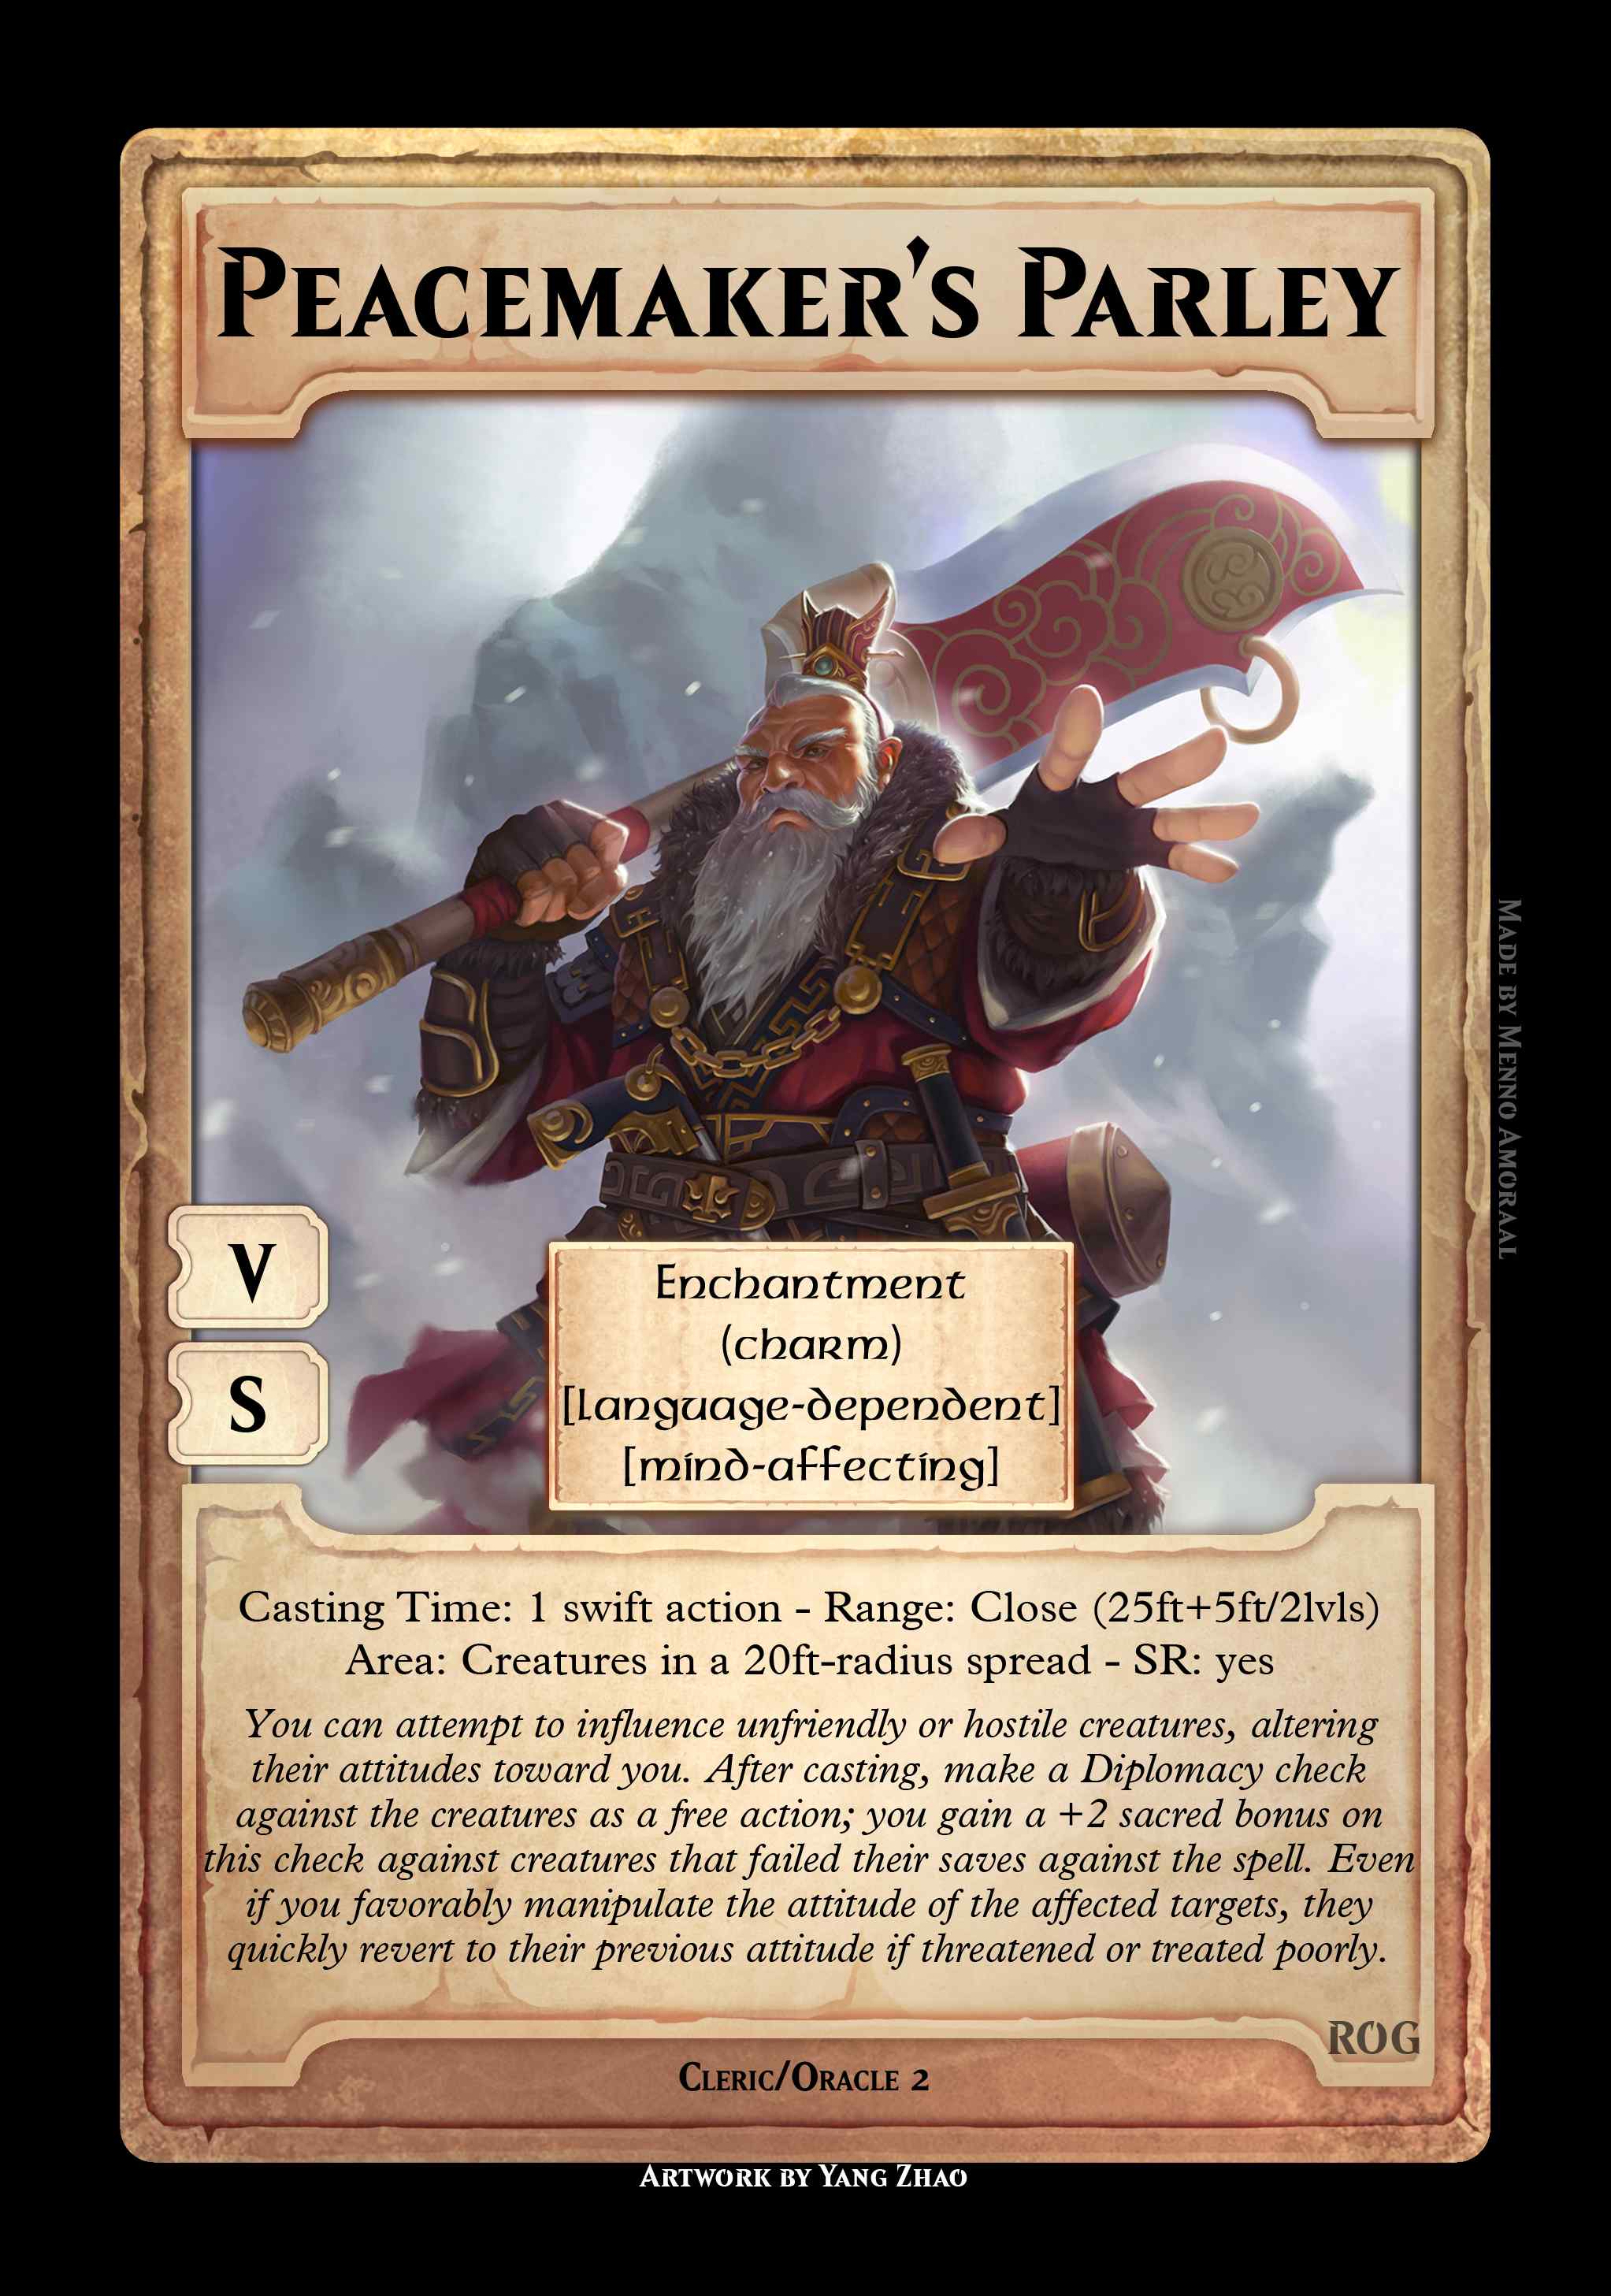 Peacemaker's Parley
V
S
Enchantment
(charm)
[language-dependent]
[mind-affecting]
Casting Time: 1 swift action - Range: Close (25ft+5ft/2lvls)
Area: Creatures in a 20ft-radius spread - SR: yes
You can attempt to influence unfriendly or hostile creatures, altering
their attitudes toward you. After casting, make a Diplomacy check
against the creatures as a free action; you gain a +2 sacred bonus on
this check against creatures that failed their saves against the spell. Even
if you favorably manipulate the attitude of the affected targets, they
quickly revert to their previous attitude if threatened or treated poorly.
ROG
Cleric/Oracle 2
Artwork by Yang Zhao
Made by Menno Amoraal